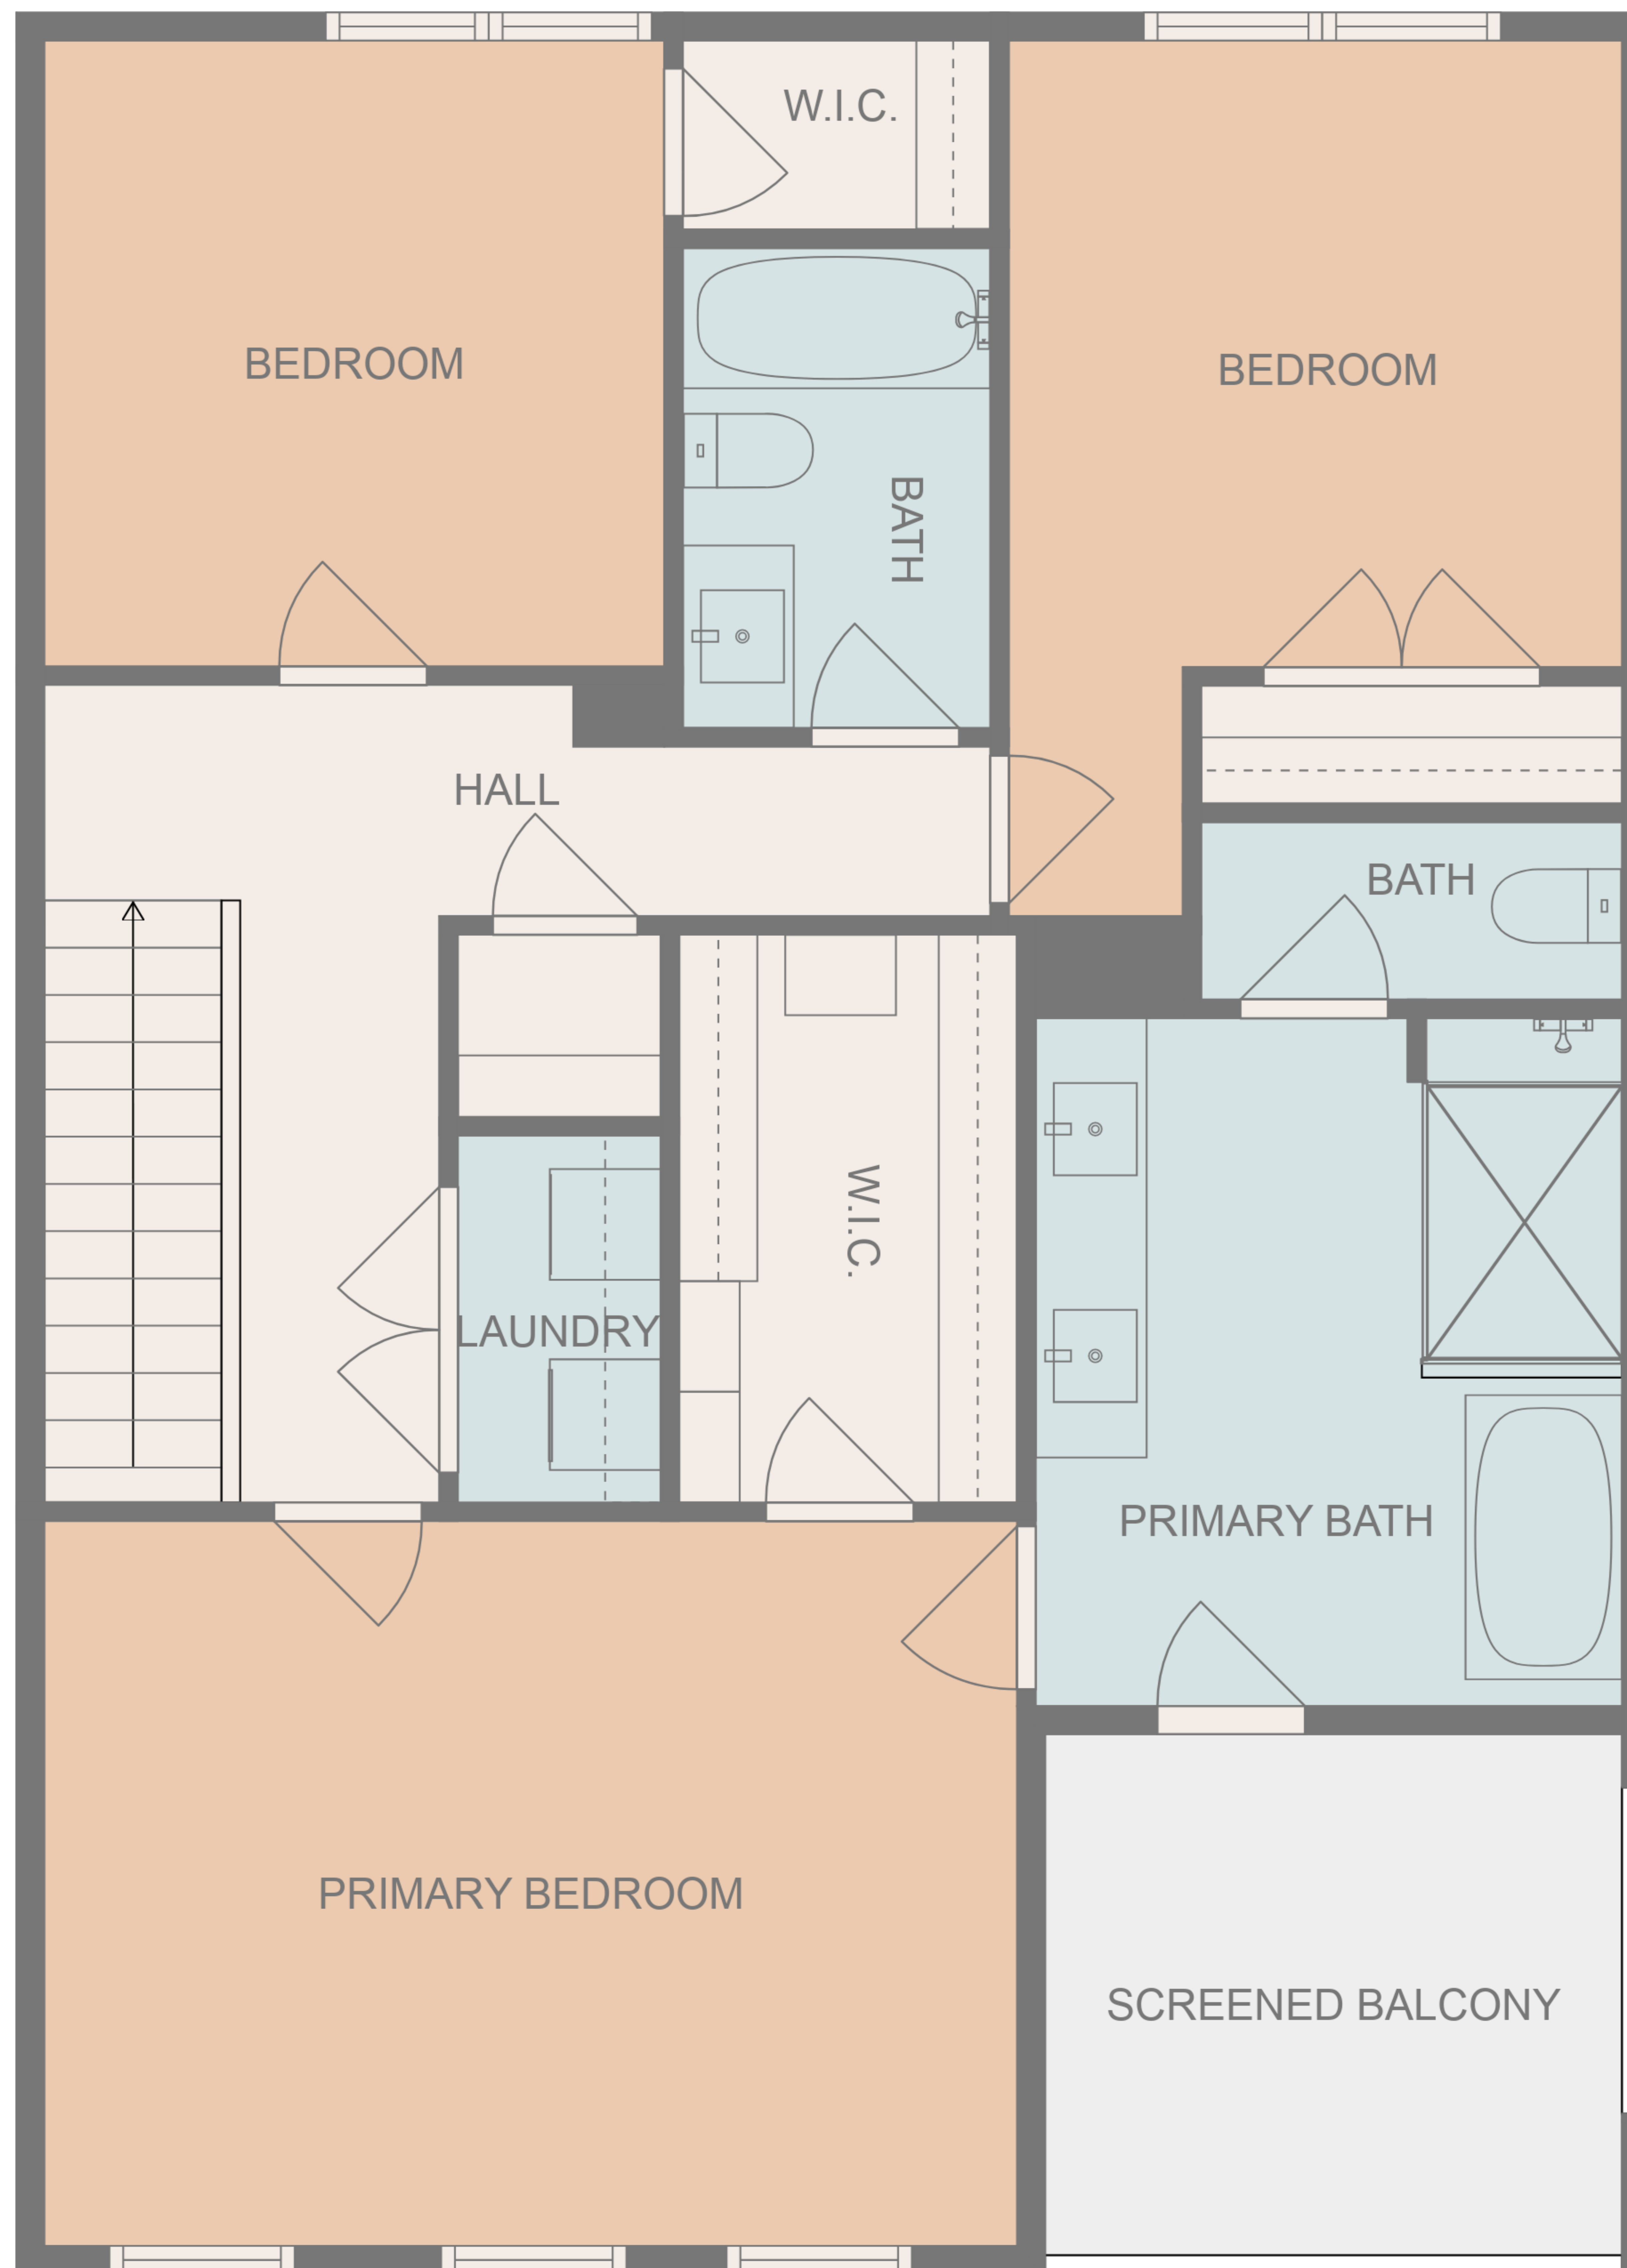 W.I.C.
BEDROOM
BEDROOM
BATH
HALL
BATH
W.I.C.
LAUNDRY
PRIMARY BATH
PRIMARY BEDROOM
SCREENED BALCONY